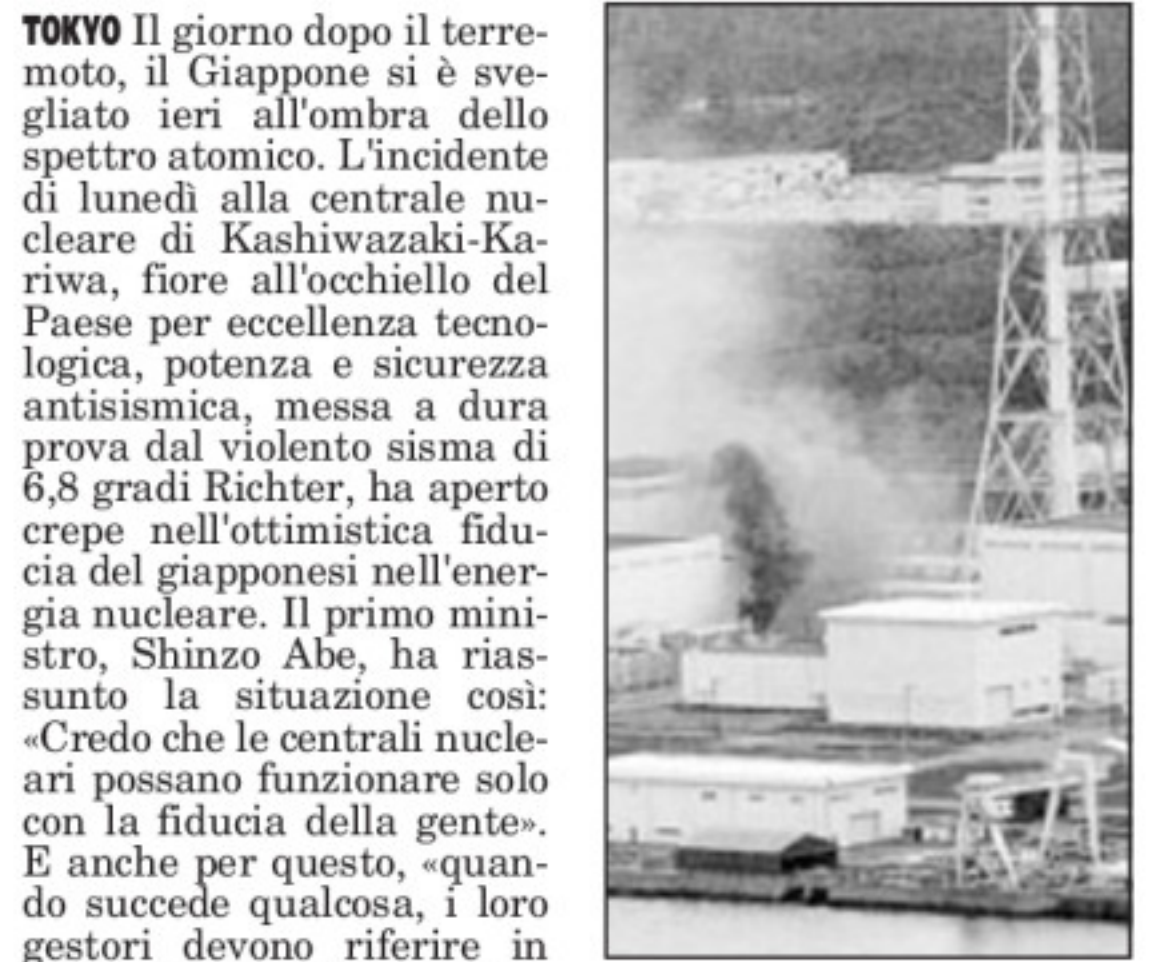 TOKYO Il giorno dopo il terre-
moto, il Giappone si è sve-
gliato ieri all'ombra dello
spettro atomico. L'incidente
di lunedì alla centrale nu-
cleare di Kashiwazaki-Ka-
riwa, fiore all'occhiello del
Paese per eccellenza tecno-
logica, potenza e sicurezza
antisismica, messa a dura
prova dal violento sisma di
6,8 gradi Richter, ha aperto
crepe nell'ottimistica fidu-
cia del giapponesi nell'ener-
gia nucleare. Il primo mini-
stro, Shinzo Abe, ha rias-
sunto la situazione così:
«Credo che le centrali nucle-
ari possano funzionare solo
con la fiducia della gente».
E anche per questo, «quan-
do succede qualcosa, i loro
gestori devono riferire in